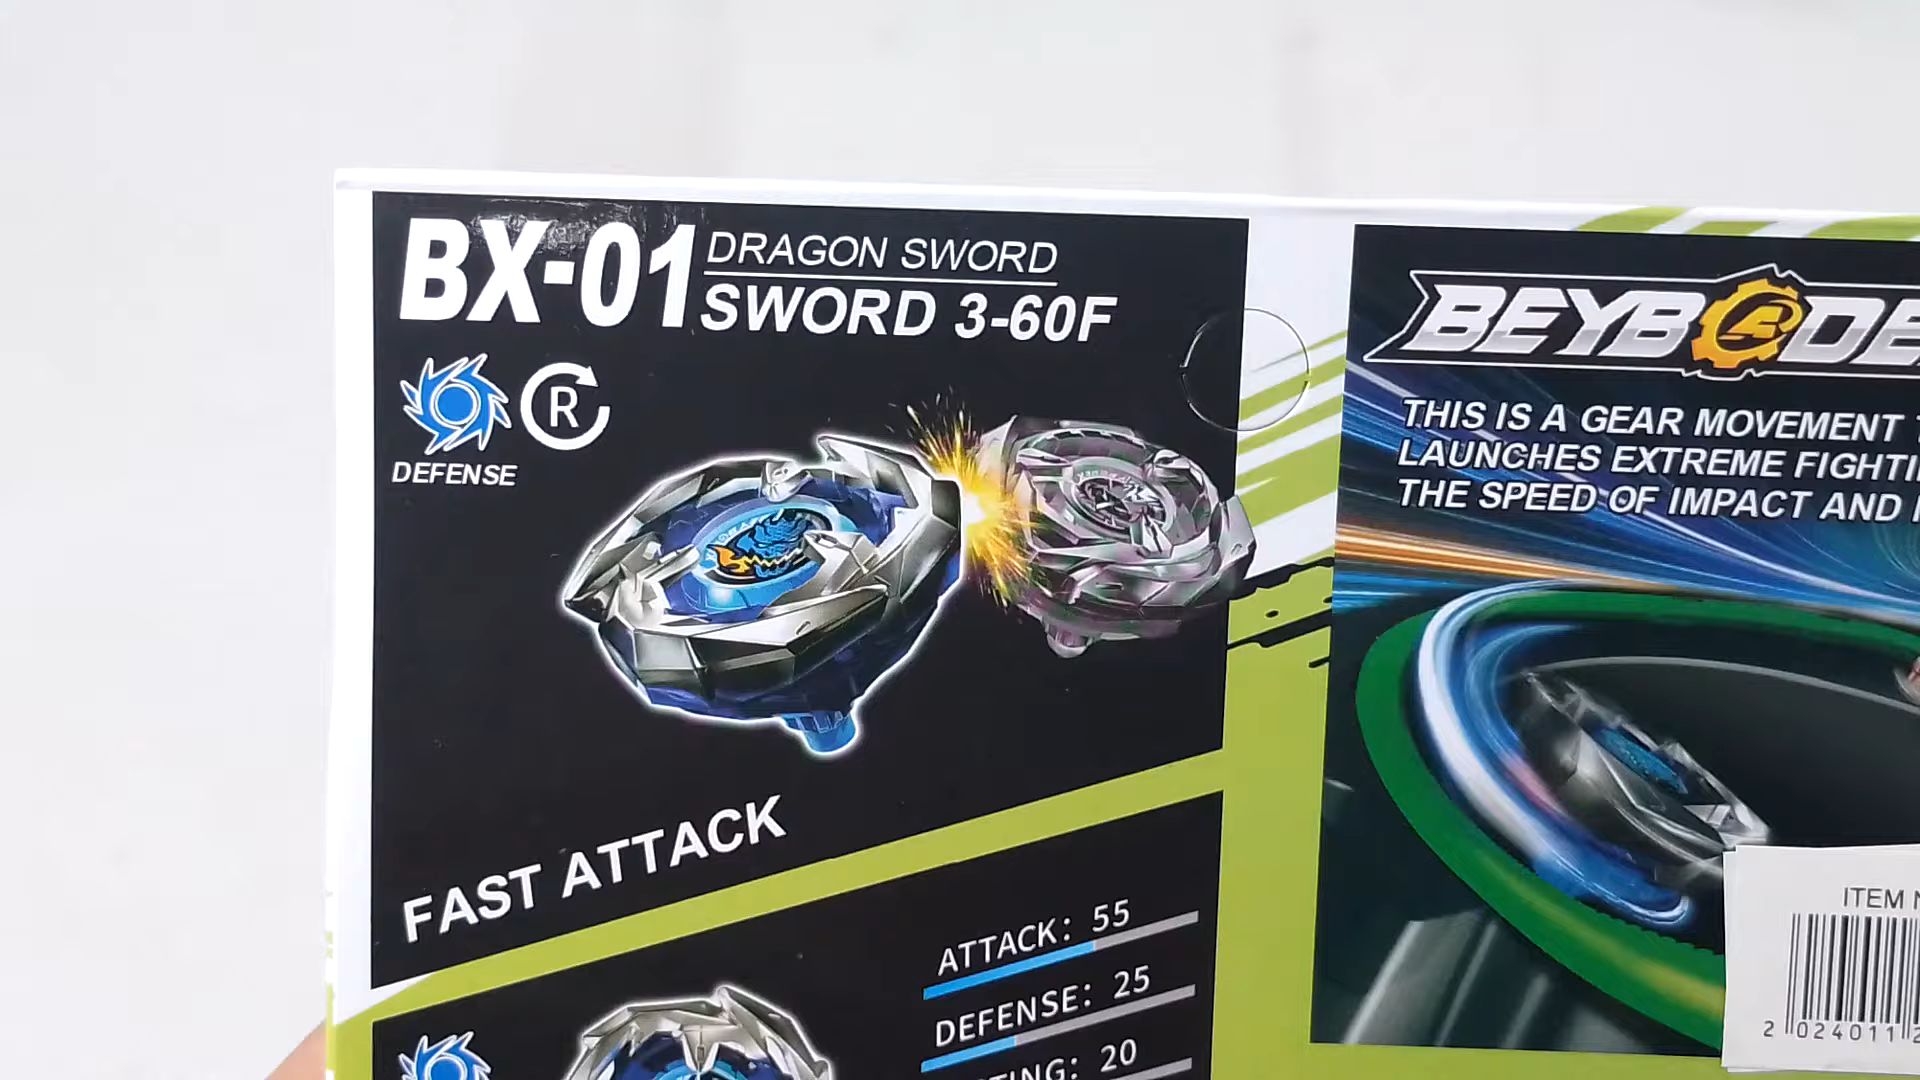 BX-01
DRAGON SWORD
SWORD 3-60F
R
DEFENSE
FAST ATTACK
ATTACK: 55
DEFENSE: 25
20
THIS IS A GEAR MOVEMENT
LAUNCHES EXTREME
THE SPEED OF IMPACT AND
ITEM
2 024011 2